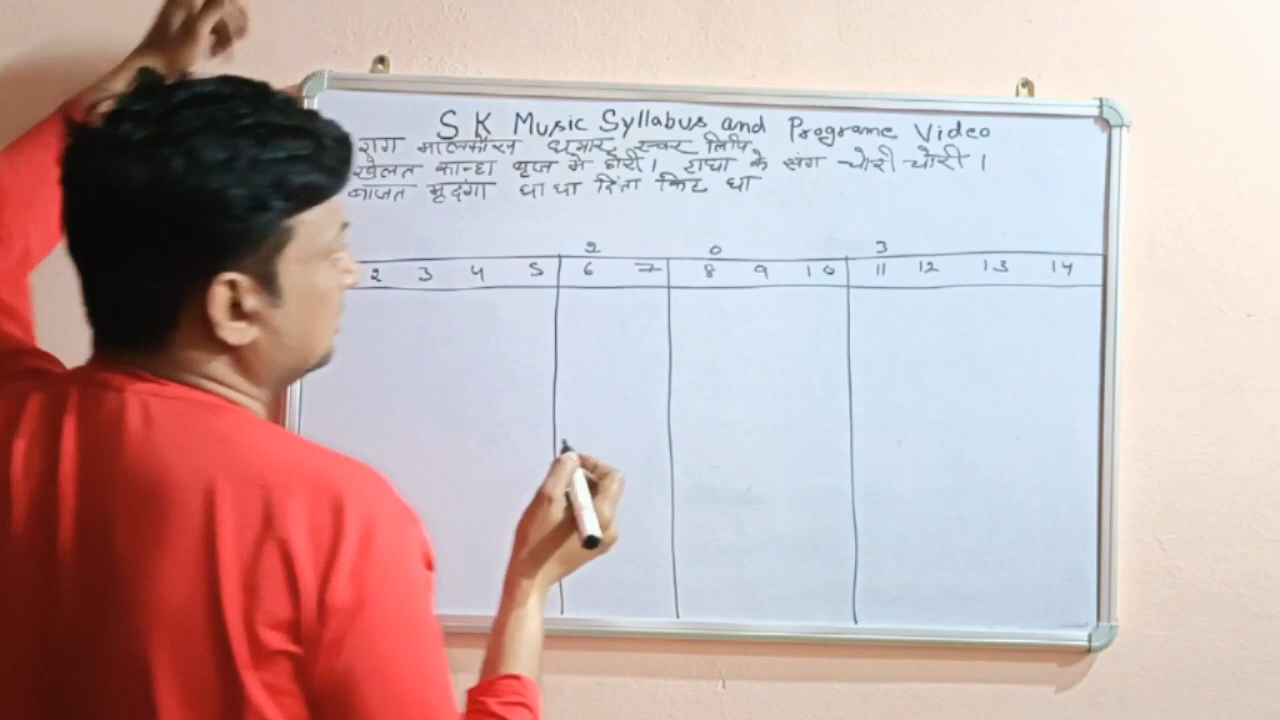 S K Music Syllabus and Programe Video
राग मालकौंस धमार स्वर लिपि
खेलत कान्हा बृज मे होरी। राधा के संग चोरी चोरी।
बाजत मृदंगा धा धा दिंता किट धा
2 0 3
2 3 4 5 6 7 8 9 10 11 12 13 14